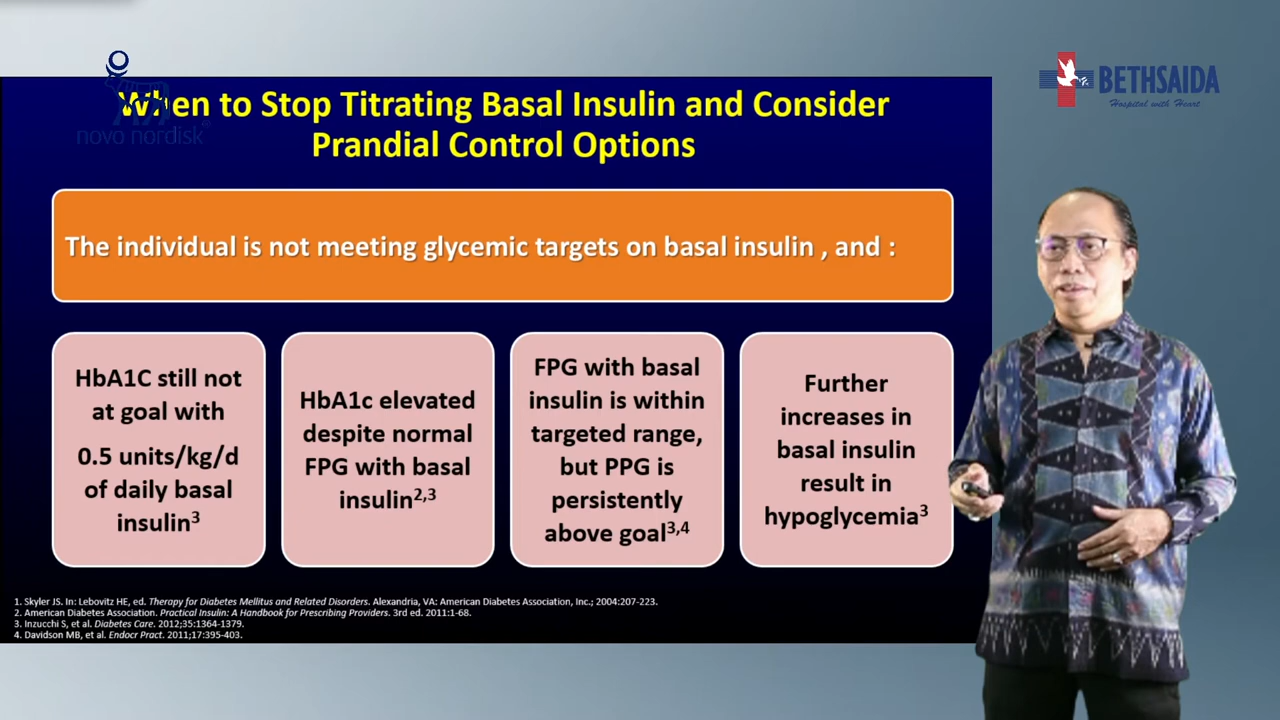 When to Stop Titrating Basal Insulin and Consider
Prandial Control Options
novo nordisk
BETHSAIDA
Hospital with Heart
The individual is not meeting glycemic targets on basal insulin , and :
HbA1C still not
at goal with
0.5 units/kg/d
of daily basal
insulin3
HbA1c elevated
despite normal
FPG with basal
insulin2,3
FPG with basal
insulin is within
targeted range,
but PPG is
persistently
above goal3,4
Further
increases in
basal insulin
result in
hypoglycemia3
1. Skyler JS. In: Lebovitz HE, ed. Therapy for Diabetes Mellitus and Related Disorders. Alexandria, VA: American Diabetes Association, Inc.; 2004:207-223.
2. American Diabetes Association. Practical Insulin: A Handbook for Prescribing Providers. 3rd ed. 2011:1-68.
3. Inzucchi S, et al. Diabetes Care. 2012;35:1364-1379.
4. Davidson MB, et al. Endocr Pract. 2011;17:395-403.